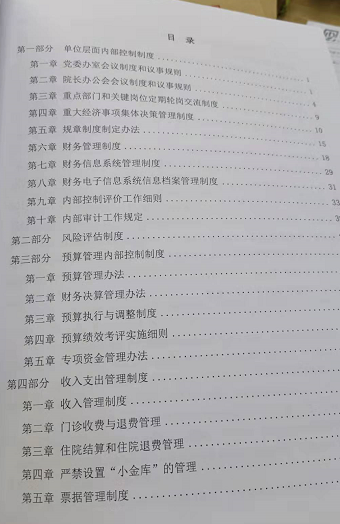 目 录
第一部分 单位层面内部控制制度
第一章 党委办室会议制度和议事规则 1
第二章 院长办公会会议制度和议事规则
第三章 重点部门和关键岗位定期轮岗交流制度 4
第四章 重大经济事项集体决策管理制度 9
第五章 规章制度制定办法 10
第六章 财务管理制度 15
第七章 财务信息系统管理制度 18
第八章 财务电子信息系统信息档案管理制度 29
第九章 内部控制评价工作细则 31
第十章 内部审计工作规定 33
第二部分 风险评估制度
第三部分 预算管理内部控制制度
第一章 预算管理办法
第二章 财务决算管理办法
第三章 预算执行与调整制度
第四章 预算绩效考评实施细则
第五章 专项资金管理办法
第四部分 收入支出管理制度
第一章 收入管理制度
第二章 门诊收费与退费管理
第三章 住院结算和住院退费管理
第四章 严禁设置“小金库”的管理
第五章 票据管理制度